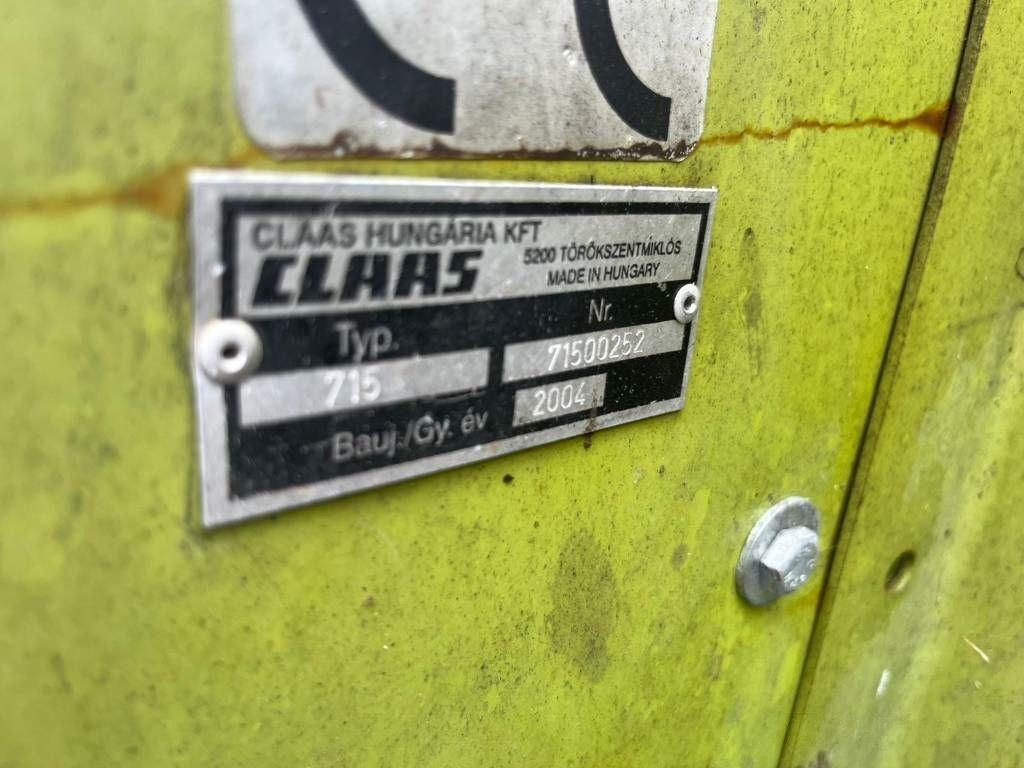 CLAAS HUNGÁRIA KFT
5200 TÖRÖKSZENTMIKLÓS
CLAAS
MADE IN HUNGARY
Typ. Nr.
715 71500252
Bauj./Gy. év 2004